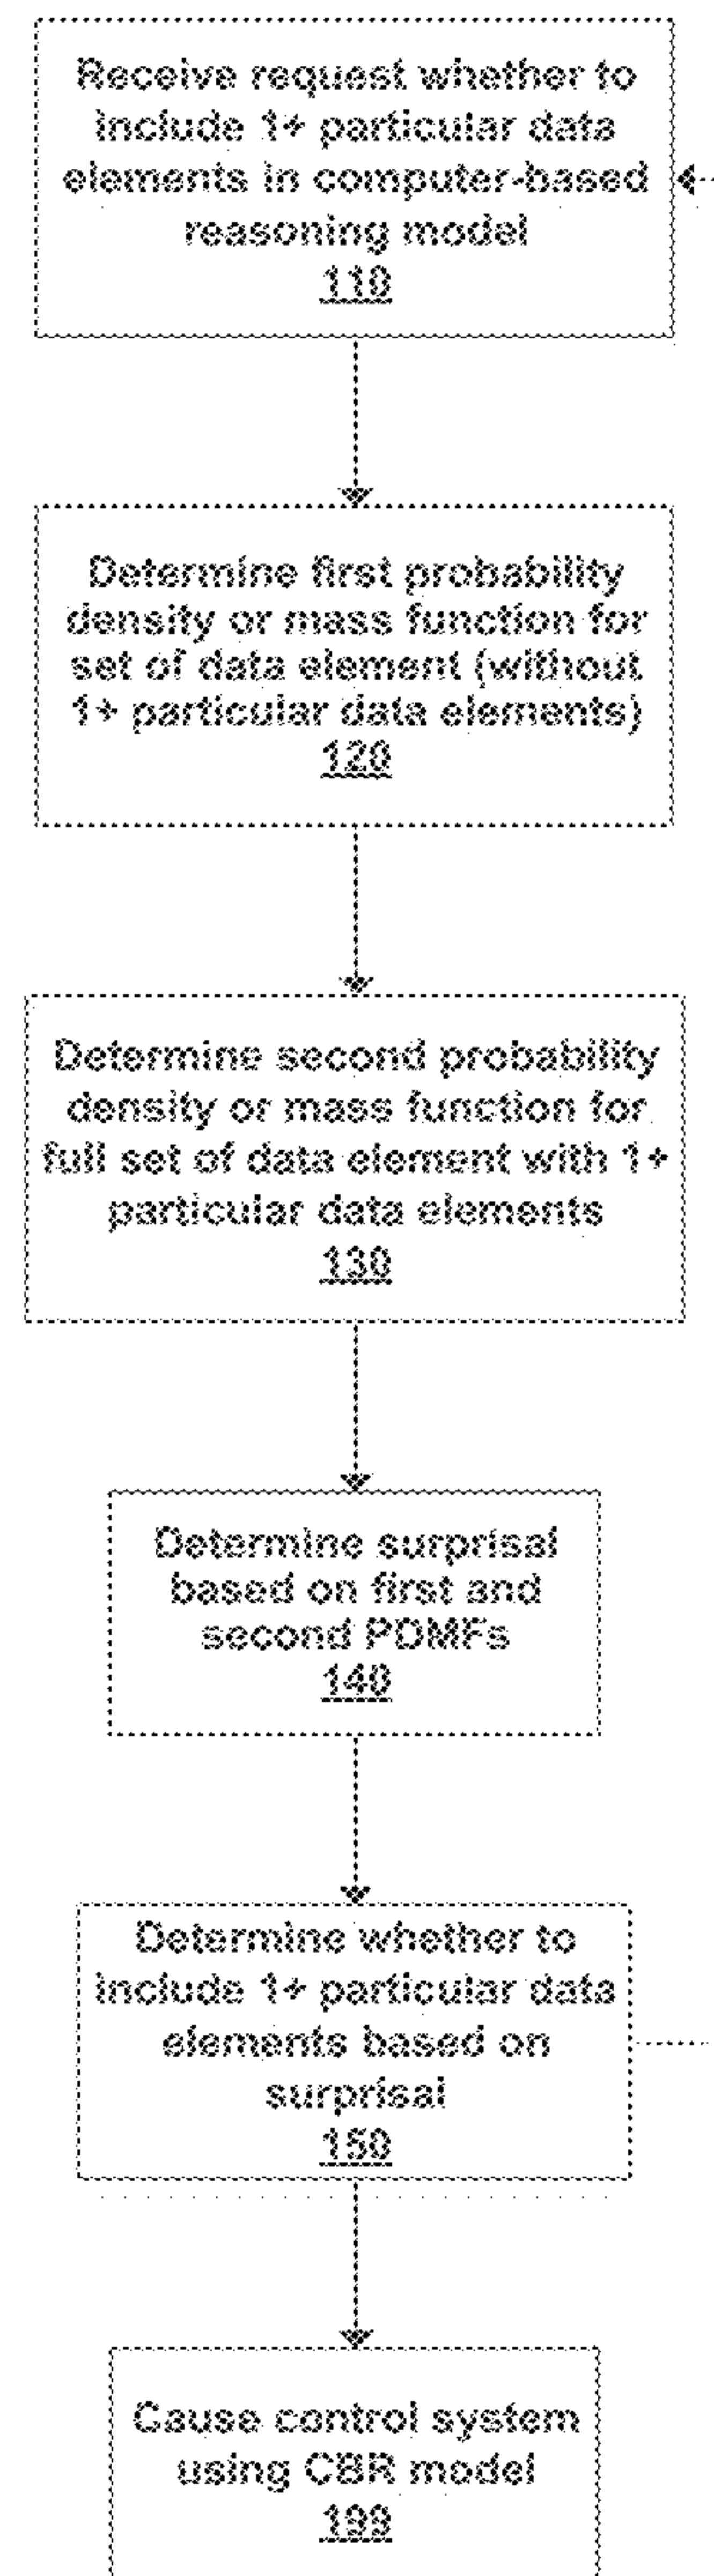 Receive request whether to
include 1+ particular data
elements in computer-based
reasoning model
110
Determine first probability
density or mass function for
set of data element (without
1+ particular data elements)
120
Determine second probability
density or mass function for
full set of data element with 1+
particular data elements
130
Determine surprisal
based on first and
second PDMFs
140
Determine whether to
include 1+ particular data
elements based on
surprisal
150
Cause control system
using CBR model
199